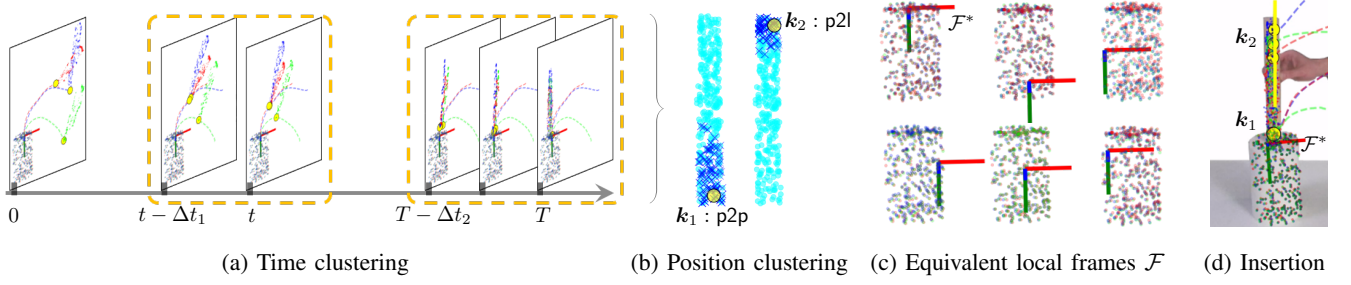 0
t − Δt₁
t
T − Δt₂
T
k₁ : p2p
k₂ : p2l
F*
k₂
k₁
F*
(a) Time clustering
(b) Position clustering
(c) Equivalent local frames F
(d) Insertion